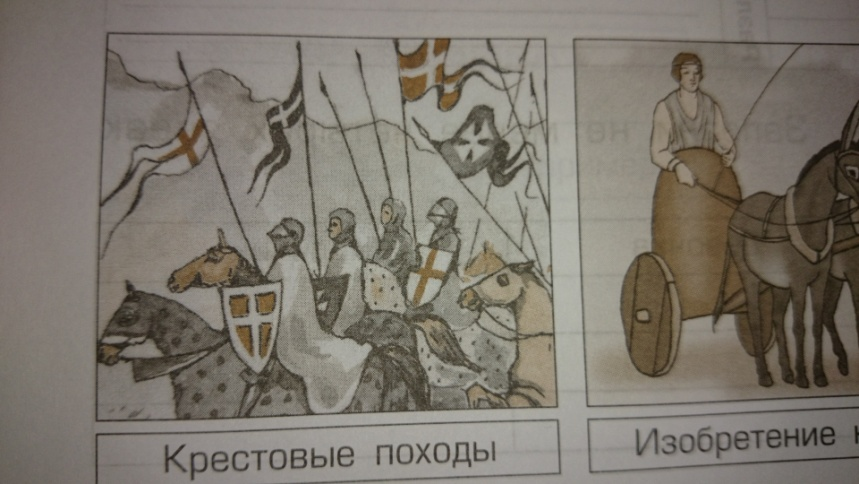 Крестовые походы
Изобретение